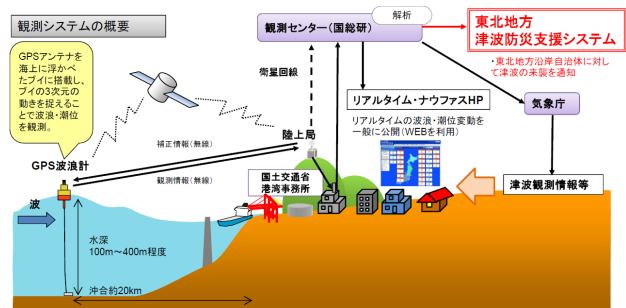 観測システムの概要
GPSアンテナを
海上に浮かべ
たブイに搭載し、
ブイの3次元の
動きを捉えるこ
とで波浪・潮位
を観測。
GPS波浪計
波
水深
100m～400m程度
沖合約20km
補正情報(無線)
観測情報(無線)
衛星回線
陸上局
国土交通省
港湾事務所
観測センター(国総研)
解析
リアルタイム・ナウファスHP
リアルタイムの波浪・潮位変動を
一般に公開(WEBを利用)
東北地方
津波防災支援システム
・東北地方沿岸自治体に対し
て津波の来襲を通知
気象庁
津波観測情報等